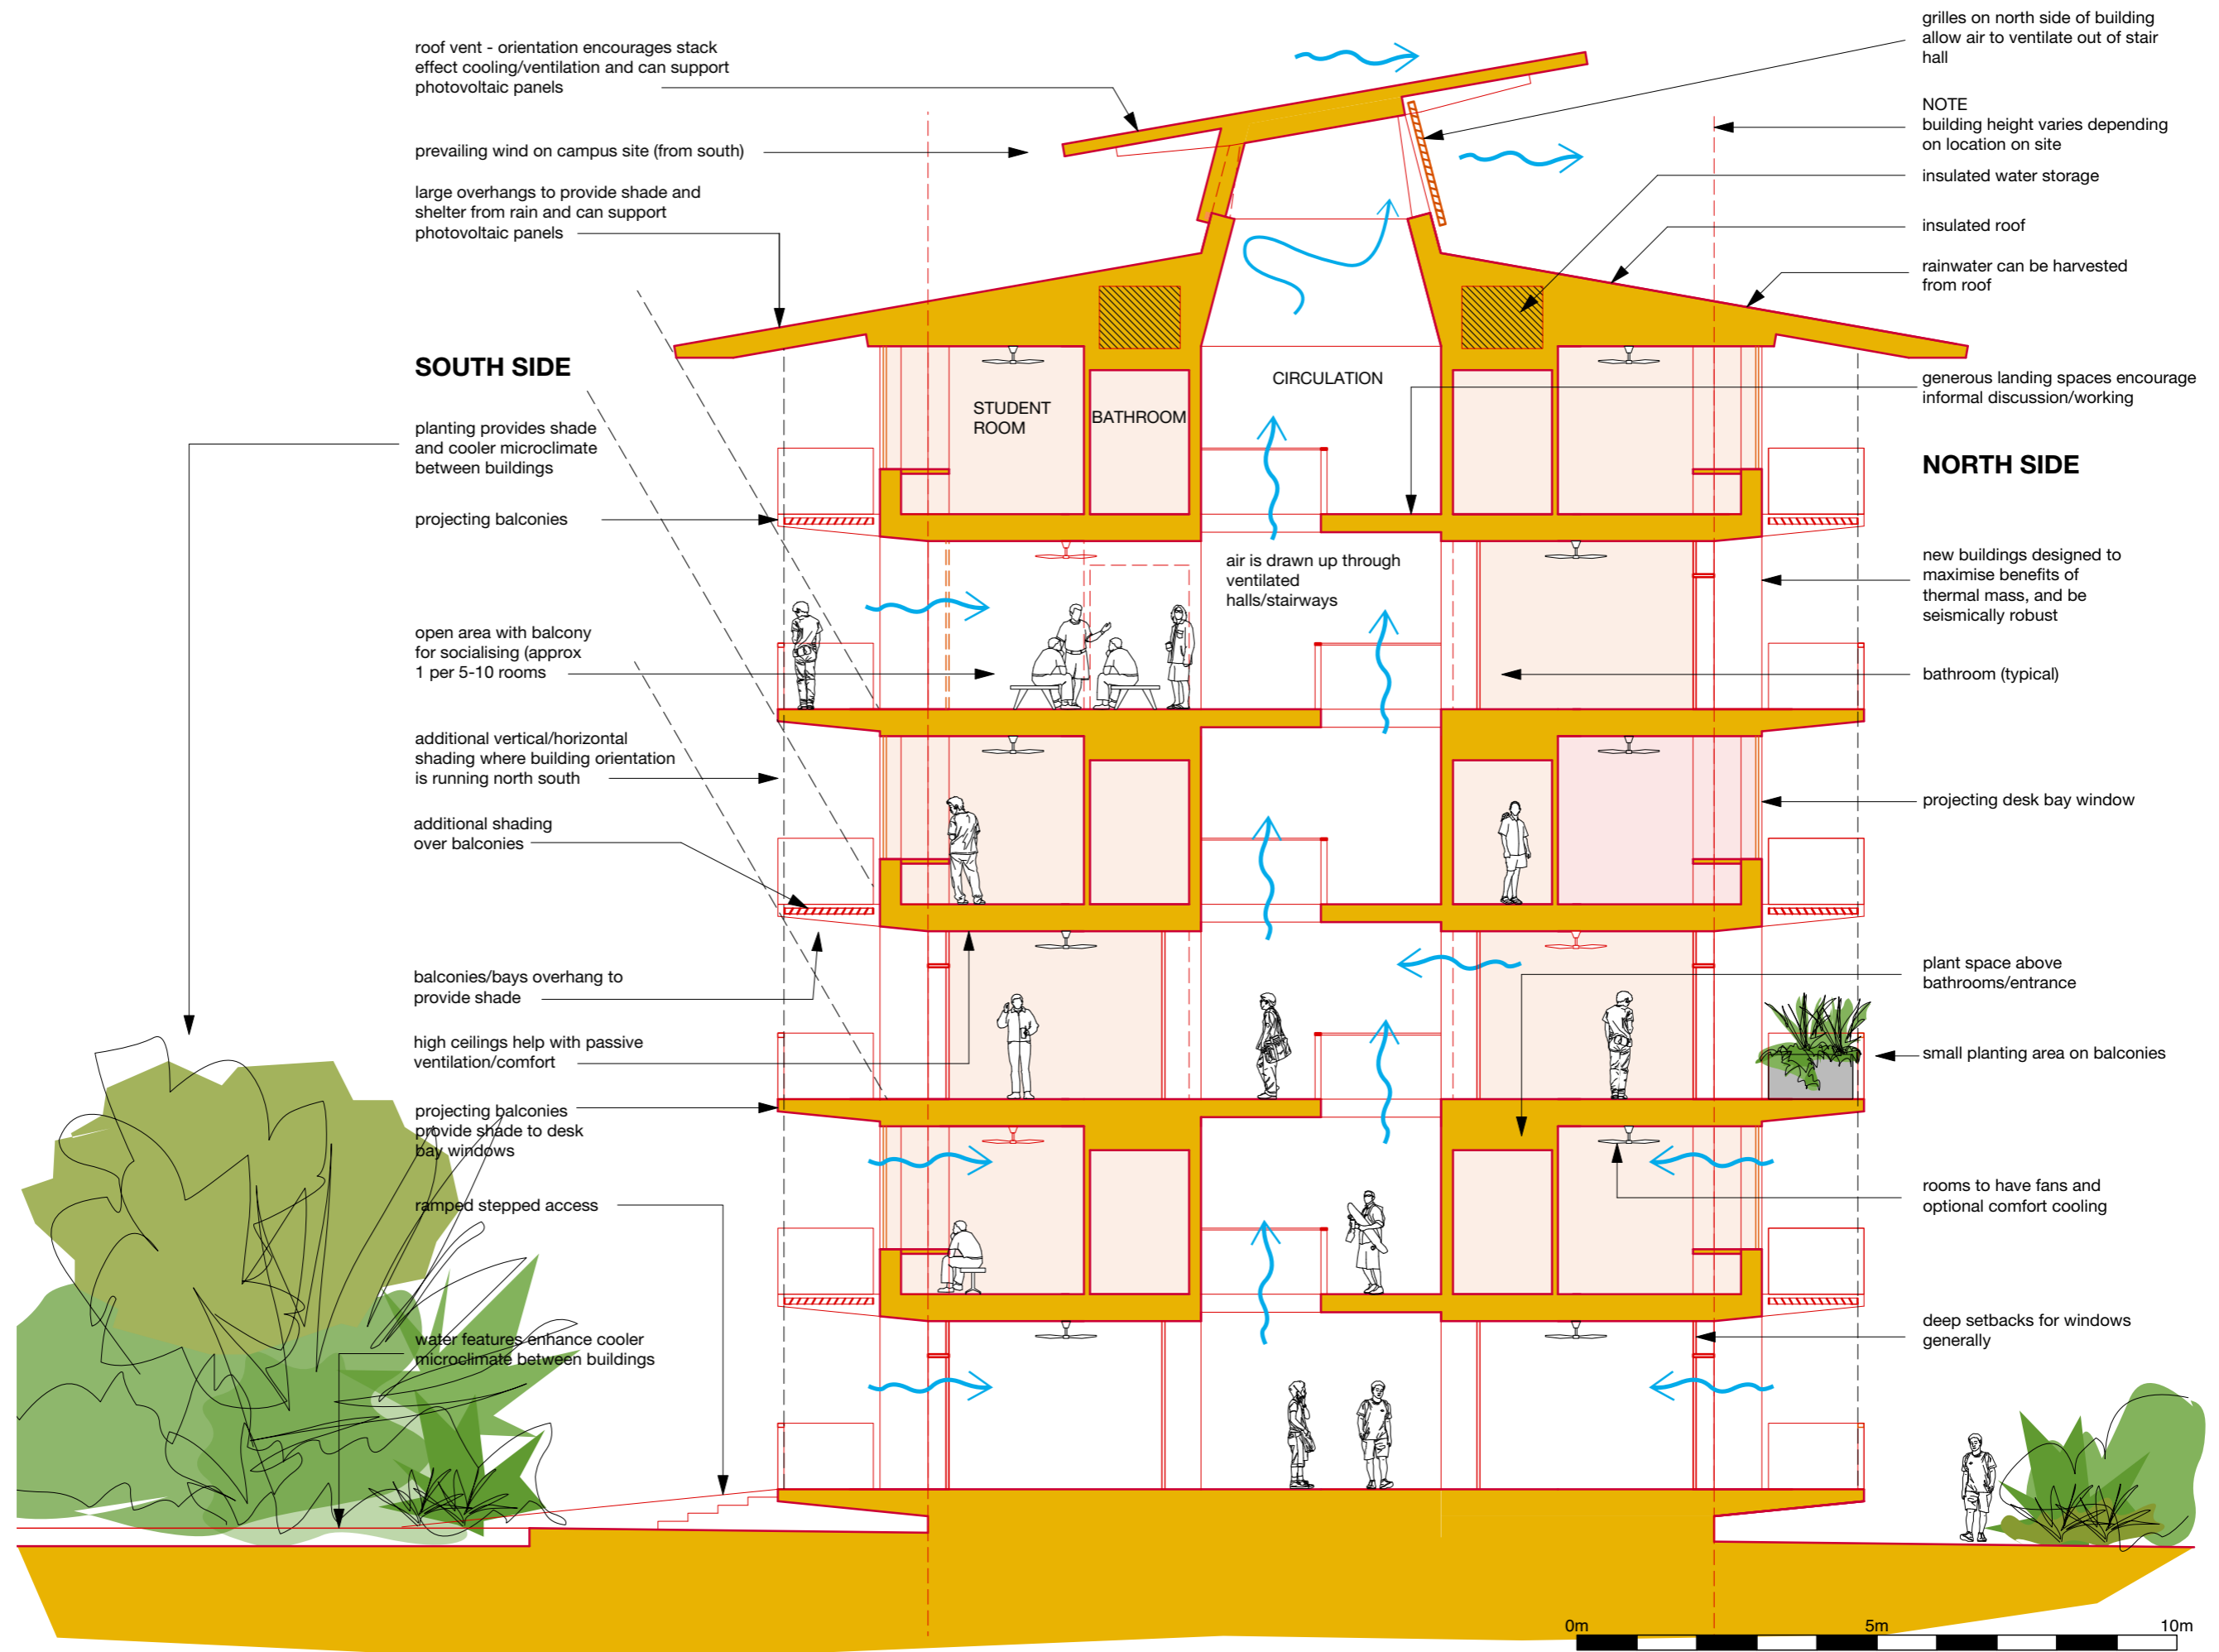 roof vent - orientation encourages stack
effect cooling/ventilation and can support
photovoltaic panels
prevailing wind on campus site (from south)
large overhangs to provide shade and
shelter from rain and can support
photovoltaic panels
SOUTH SIDE
planting provides shade
and cooler microclimate
between buildings
projecting balconies
open area with balcony
for socialising (approx
1 per 5-10 rooms
additional vertical/horizontal
shading where building orientation
is running north south
additional shading
over balconies
balconies/bays overhang to
provide shade
high ceilings help with passive
ventilation/comfort
projecting balconies
provide shade to desk
bay windows
ramped stepped access
water features enhance cooler
microclimate between buildings
STUDENT
ROOM
BATHROOM
CIRCULATION
air is drawn up through
ventilated
halls/stairways
grilles on north side of building
allow air to ventilate out of stair
hall
NOTE
building height varies depending
on location on site
insulated water storage
insulated roof
rainwater can be harvested
from roof
generous landing spaces encourage
informal discussion/working
NORTH SIDE
new buildings designed to
maximise benefits of
thermal mass, and be
seismically robust
bathroom (typical)
projecting desk bay window
plant space above
bathrooms/entrance
small planting area on balconies
rooms to have fans and
optional comfort cooling
deep setbacks for windows
generally
0m 5m 10m